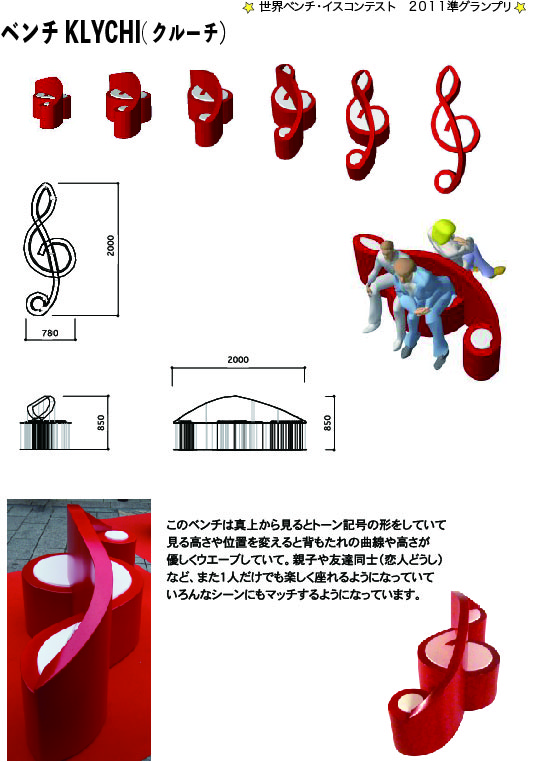 世界ベンチ・イスコンテスト 2011準グランプリ
ベンチ KLYCHI(クルーチ)
2000
780
2000
850
850
このベンチは真上から見るとトーン記号の形をしていて
見る高さや位置を変えると背もたれの曲線や高さが
優しくウエーブしていて。親子や友達同士（恋人どうし）
など、また1人だけでも楽しく座れるようになっていて
いろんなシーンにもマッチするようになっています。